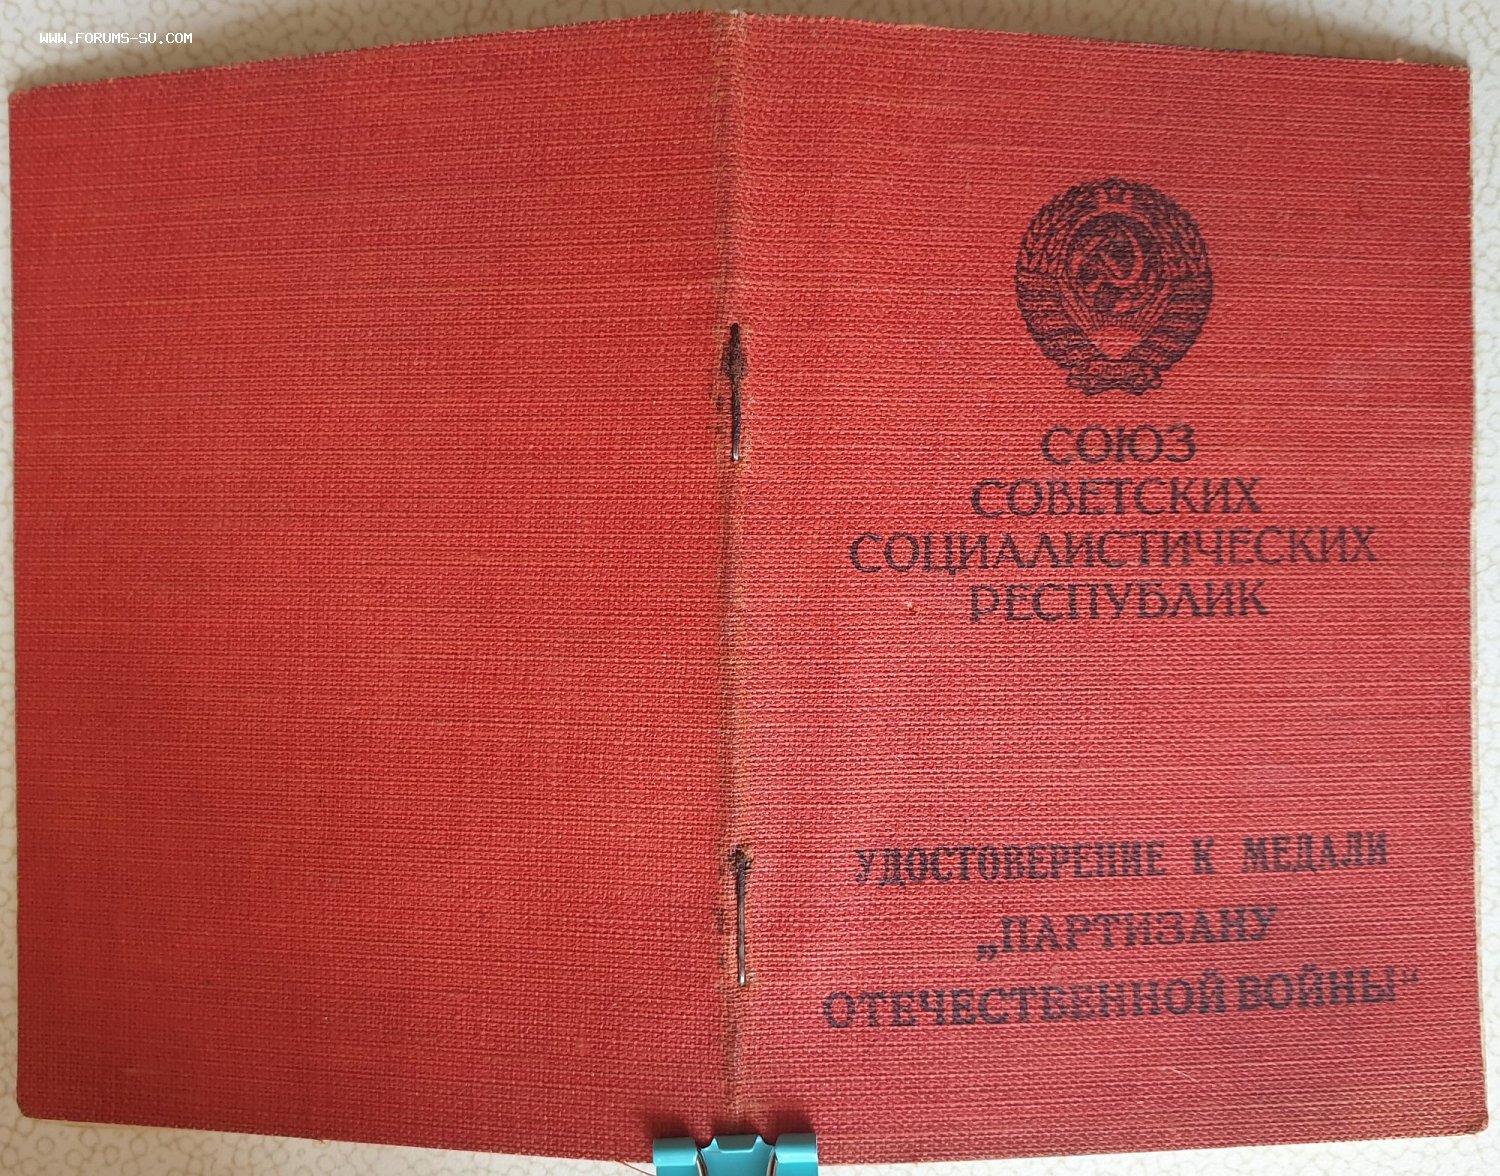 WWW.FORUMS-SU.COM
СОЮЗ
СОВЕТСКИХ
СОЦИАЛИСТИЧЕСКИХ
РЕСПУБЛИК
УДОСТОВЕРЕНИЕ К МЕДАЛИ
„ПАРТИЗАНУ
ОТЕЧЕСТВЕННОЙ ВОЙНЫ“